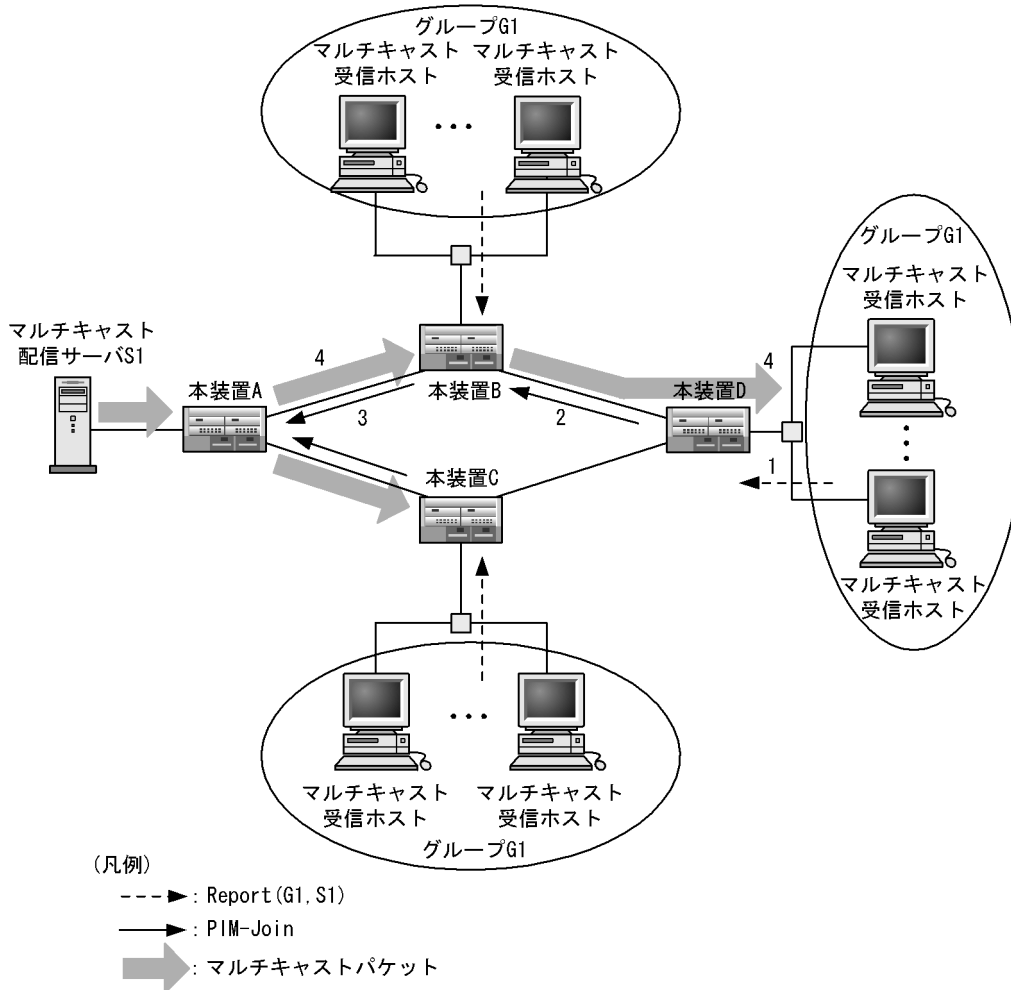 グループG1
マルチキャスト
受信ホスト
マルチキャスト
受信ホスト
・・・
グループG1
マルチキャスト
受信ホスト
マルチキャスト
配信サーバS1
本装置A
4
本装置B
3
2
本装置D
4
1
本装置C
マルチキャスト
受信ホスト
・・・
マルチキャスト
受信ホスト
マルチキャスト
受信ホスト
グループG1
(凡例)
: Report(G1,S1)
: PIM-Join
: マルチキャストパケット